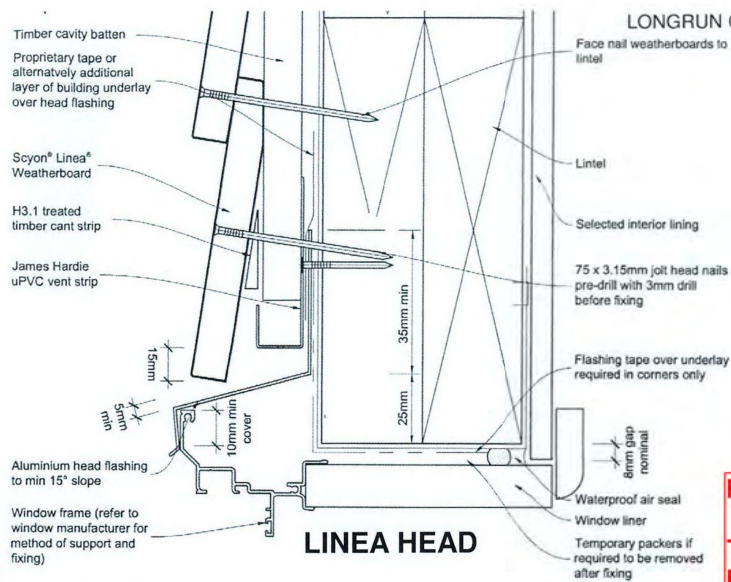 LONGRUN
Timber cavity batten
Proprietary tape or
alternatvely additional
layer of building underlay
over head flashing
Scyon® Linea®
Weatherboard
H3.1 treated
timber cant strip
James Hardie
uPVC vent strip
15mm
5mm
min
10mm min
cover
Aluminium head flashing
to min 15° slope
Window frame (refer to
window manufacturer for
method of support and
fixing)
35mm min
25mm
Face nail weatherboards to
lintel
Lintel
Selected interior lining
75 x 3.15mm jolt head nails
pre-drill with 3mm drill
before fixing
Flashing tape over underlay
required in corners only
8mm gap
nominal
Waterproof air seal
Window liner
Temporary packers if
required to be removed
after fixing
LINEA HEAD